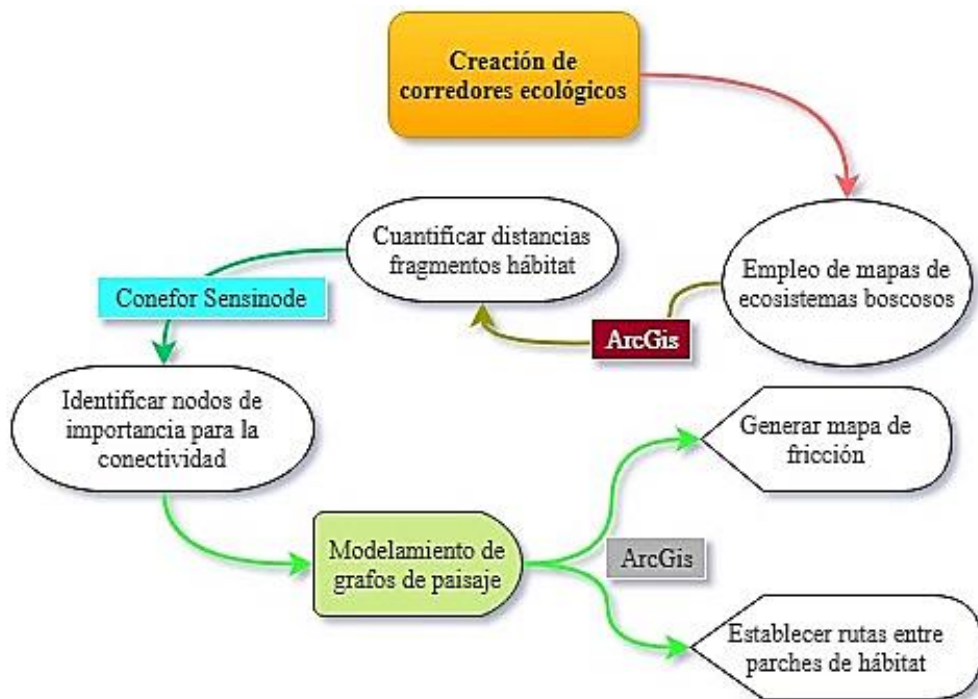 Creación de
corredores ecológicos
Empleo de mapas de
ecosistemas boscosos
ArcGis
Cuantificar distancias
fragmentos hábitat
Conefor Sensinode
Identificar nodos de
importancia para la
conectividad
Modelamiento de
grafos de paisaje
ArcGis
Generar mapa de
fricción
Establecer rutas entre
parches de hábitat